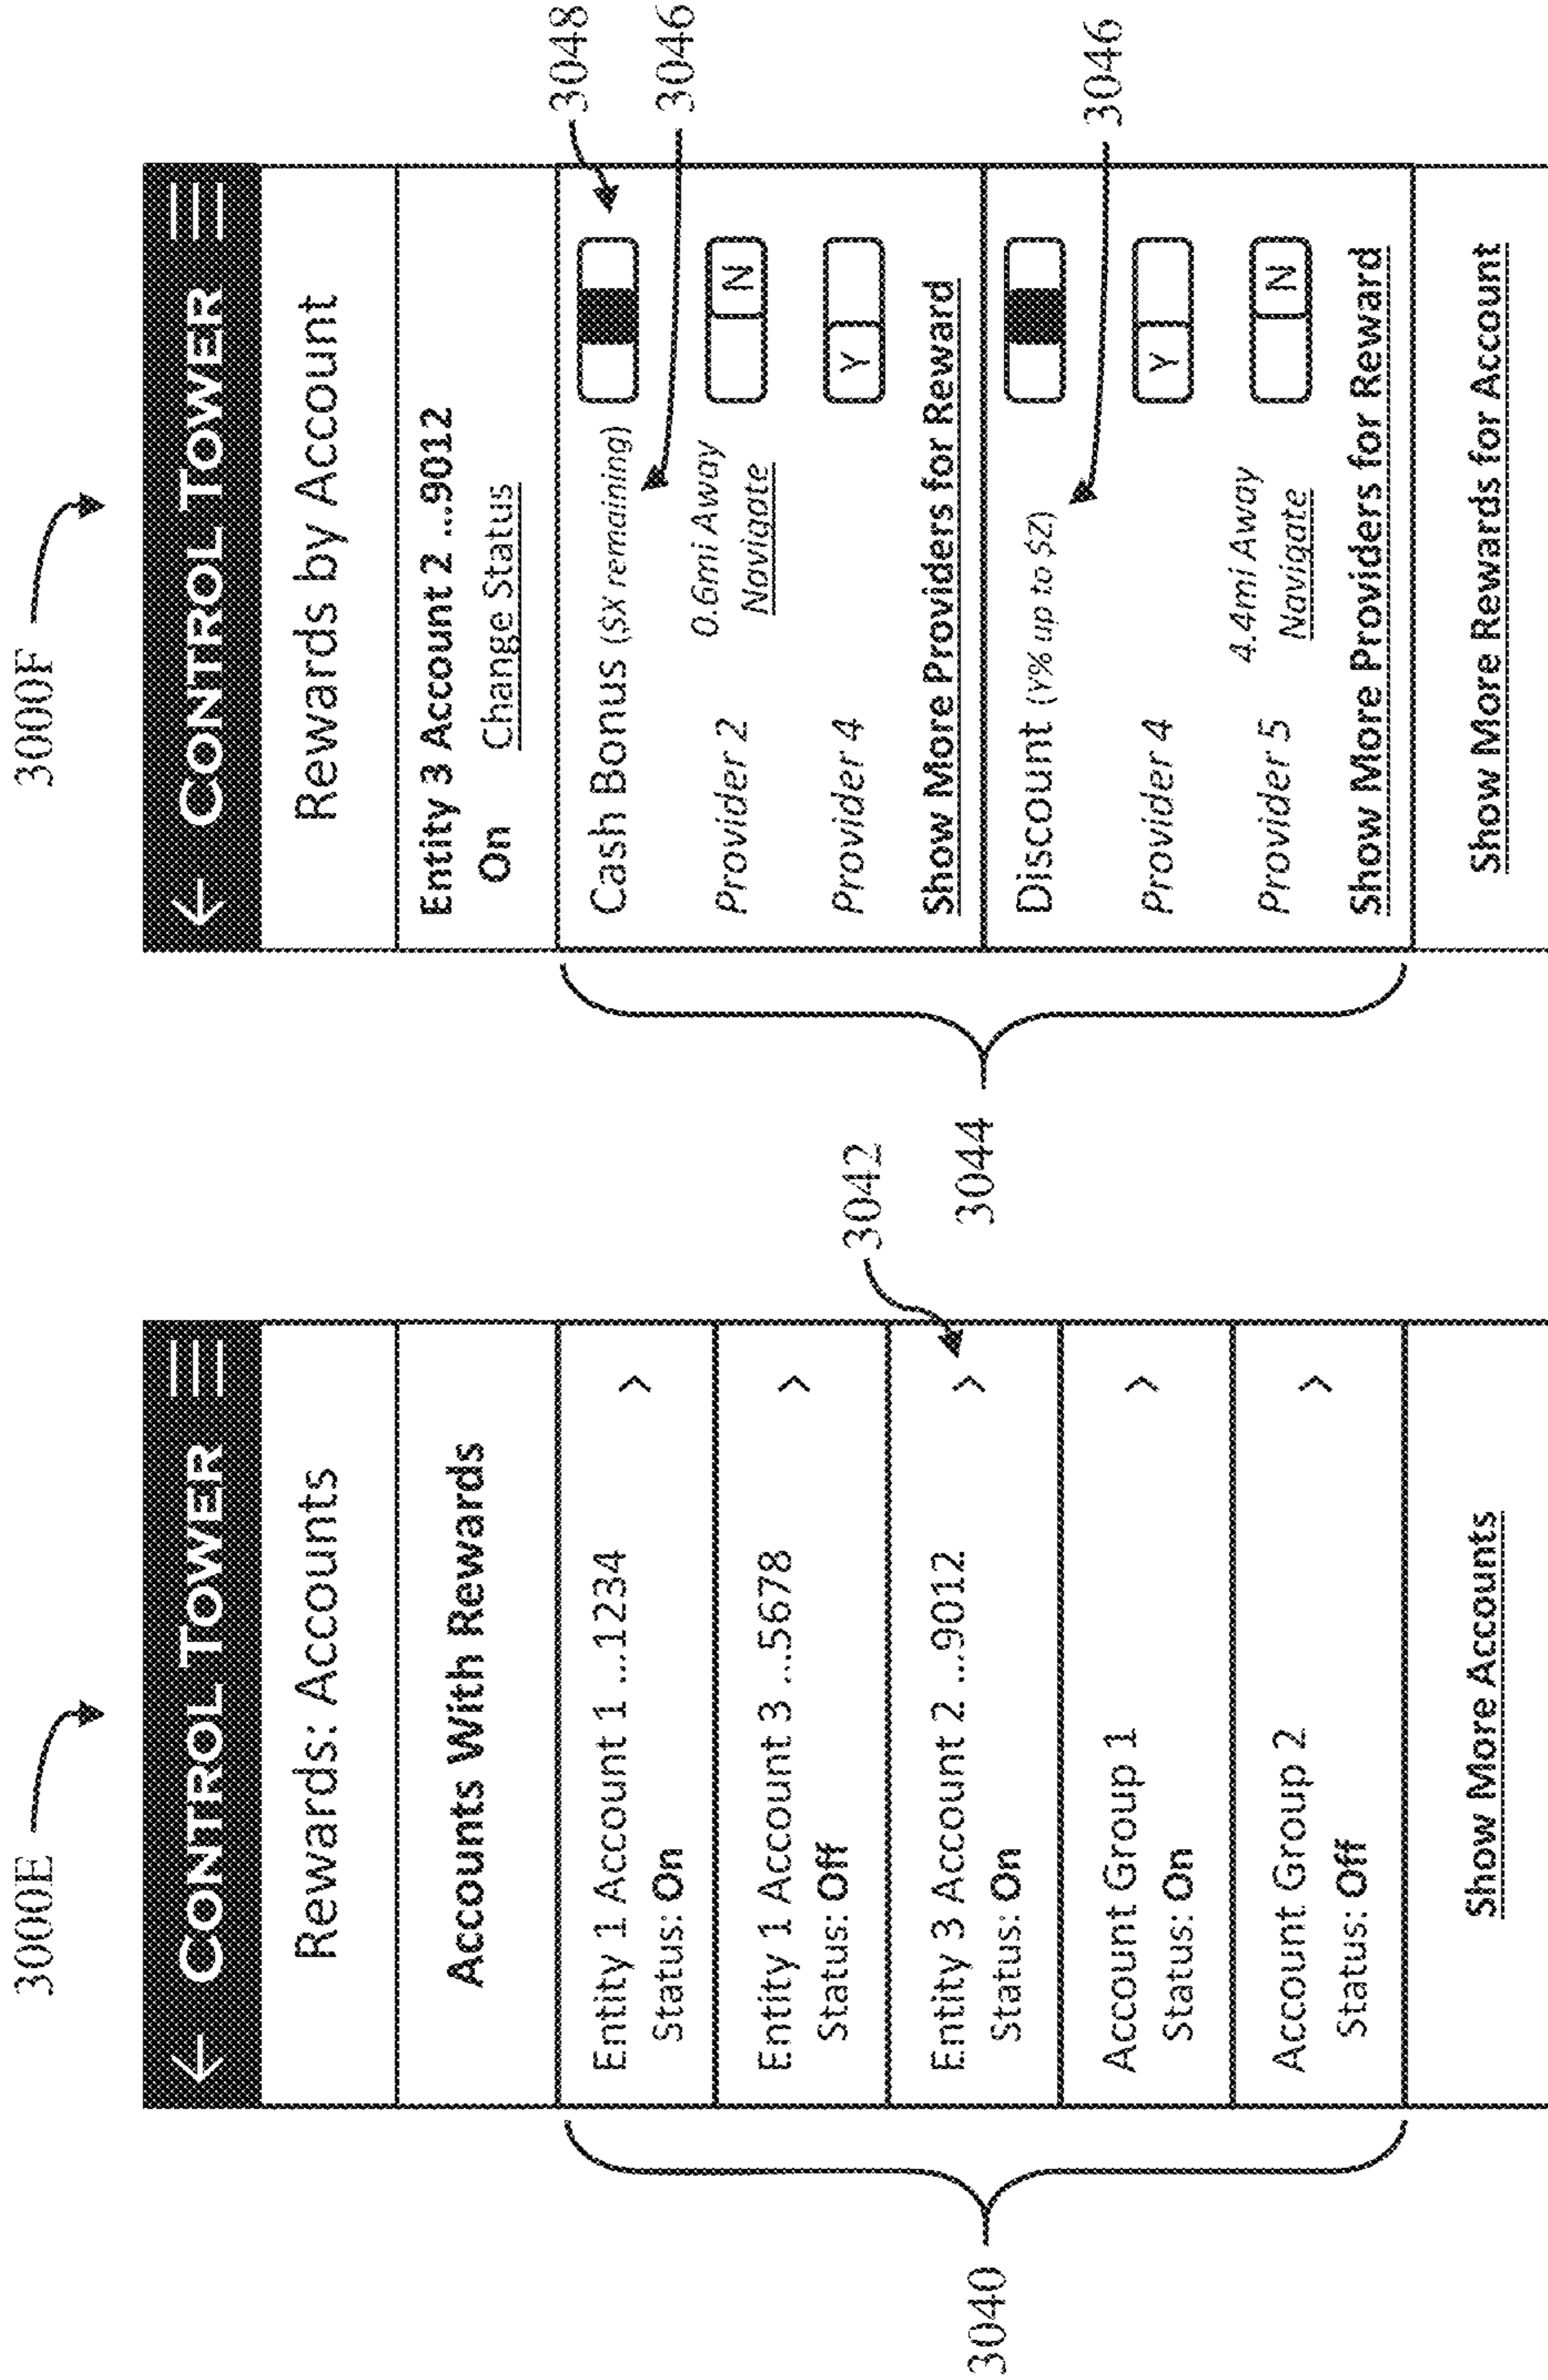 3000E
← CONTROL TOWER
Rewards: Accounts
Accounts With Rewards
Entity 1 Account 1 ...1234 >
Status: On
Entity 1 Account 3 ...5678 >
Status: Off
3042
Entity 3 Account 2 ...9012 >
Status: On
Account Group 1 >
Status: On
Account Group 2 >
Status: Off
Show More Accounts
3040
3000F
← CONTROL TOWER
Rewards by Account
Entity 3 Account 2 ...9012
On Change Status
3048
Cash Bonus ($X remaining)
3046
Provider 2 0.6mi Away N
Navigate
Provider 4 Y
Show More Providers for Reward
3044
Discount (Y% up to $Z)
3046
Provider 4 Y
Provider 5 4.4mi Away N
Navigate
Show More Providers for Reward
Show More Rewards for Account